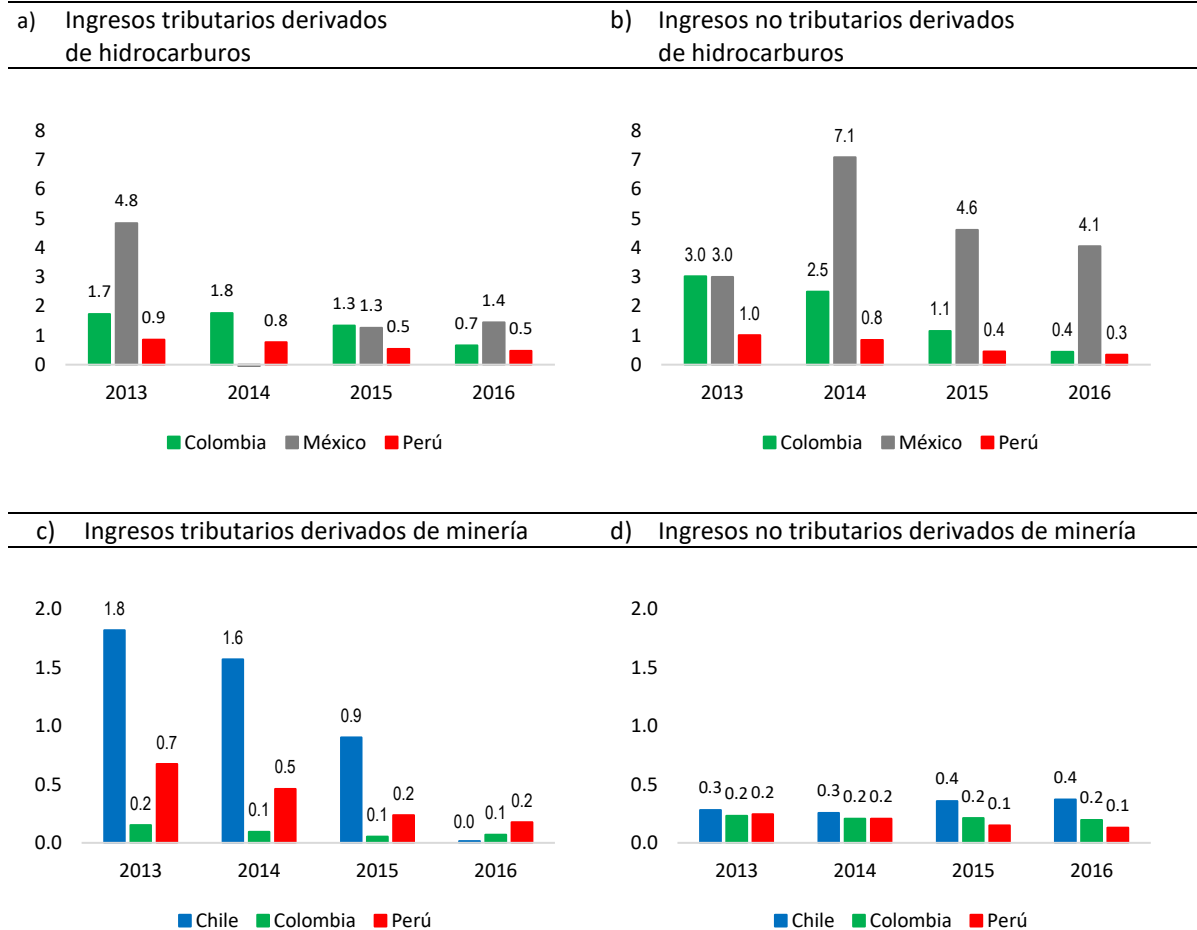 a) Ingresos tributarios derivados
de hidrocarburos
8
7
6
5
4
3
2
1
0
1.7 4.8 0.9
1.8 0.8
1.3 1.3 0.5
0.7 1.4 0.5
2013 2014 2015 2016
Colombia México Perú
b) Ingresos no tributarios derivados
de hidrocarburos
8
7
6
5
4
3
2
1
0
3.0 3.0 1.0
2.5 7.1 0.8
1.1 4.6 0.4
0.4 4.1 0.3
2013 2014 2015 2016
Colombia México Perú
c) Ingresos tributarios derivados de minería
2.0
1.5
1.0
0.5
0.0
1.8 0.2 0.7
1.6 0.1 0.5
0.9 0.1 0.2
0.0 0.1 0.2
2013 2014 2015 2016
Chile Colombia Perú
d) Ingresos no tributarios derivados de minería
2.0
1.5
1.0
0.5
0.0
0.3 0.2 0.2
0.3 0.2 0.2
0.4 0.2 0.1
0.4 0.2 0.1
2013 2014 2015 2016
Chile Colombia Perú